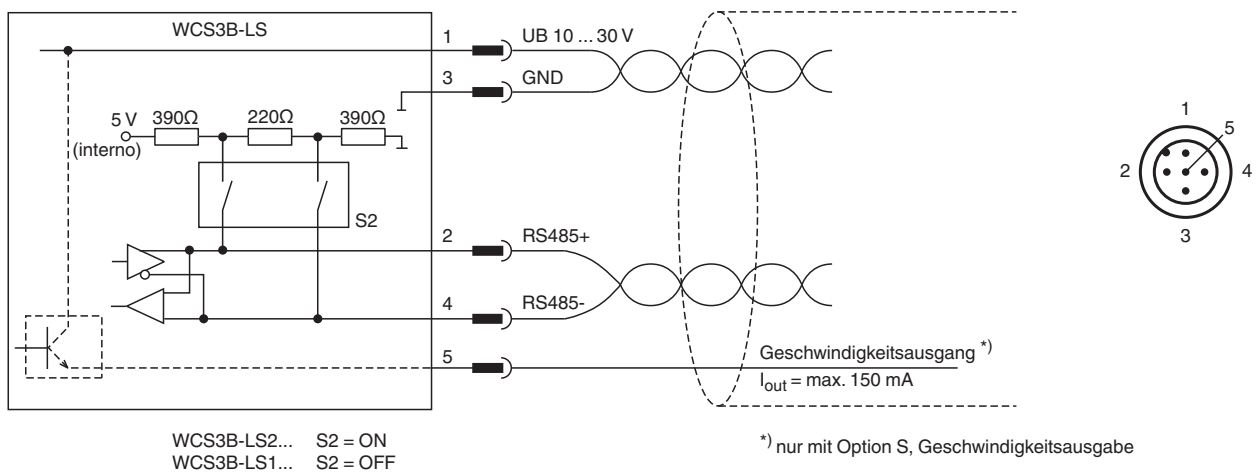 WCS3B-LS
1
UB 10 ... 30 V
3
GND
5 V
(interno)
390Ω
220Ω
390Ω
S2
2
RS485+
4
RS485-
5
Geschwindigkeitsausgang *)
Iout = max. 150 mA
1
5
2
4
3
WCS3B-LS2... S2 = ON
WCS3B-LS1... S2 = OFF
*) nur mit Option S, Geschwindigkeitsausgabe